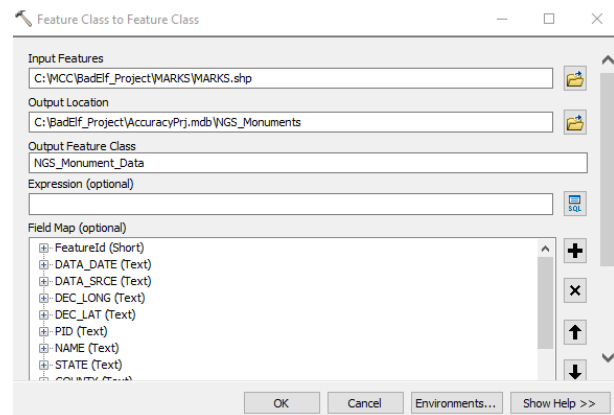 Feature Class to Feature Class
Input Features
C:\MCC\BadElf_Project\MARKS\MARKS.shp
Output Location
C:\BadElf_Project\AccuracyPrj.mdb\NGS_Monuments
Output Feature Class
NGS_Monument_Data
Expression (optional)
SQL
Field Map (optional)
FeatureId (Short)
DATA_DATE (Text)
DATA_SRCE (Text)
DEC_LONG (Text)
DEC_LAT (Text)
PID (Text)
NAME (Text)
STATE (Text)
COUNTY (Text)
OK Cancel Environments... Show Help >>